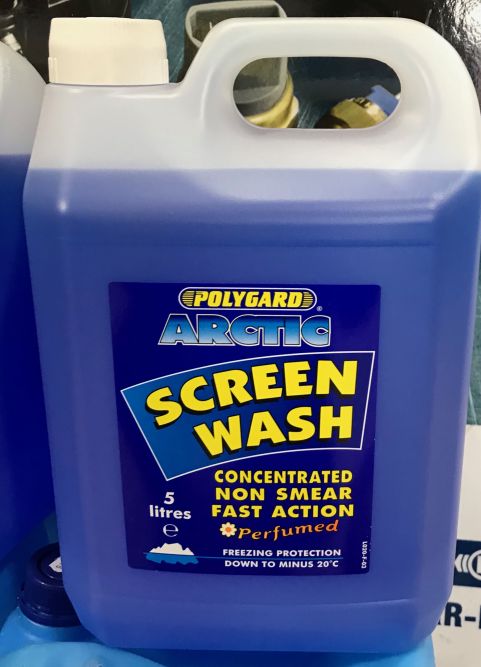 POLYGARD
®
ARCTIC
SCREEN
WASH
CONCENTRATED
NON SMEAR
FAST ACTION
Perfumed
5
litres
e
FREEZING PROTECTION
DOWN TO MINUS 20°C